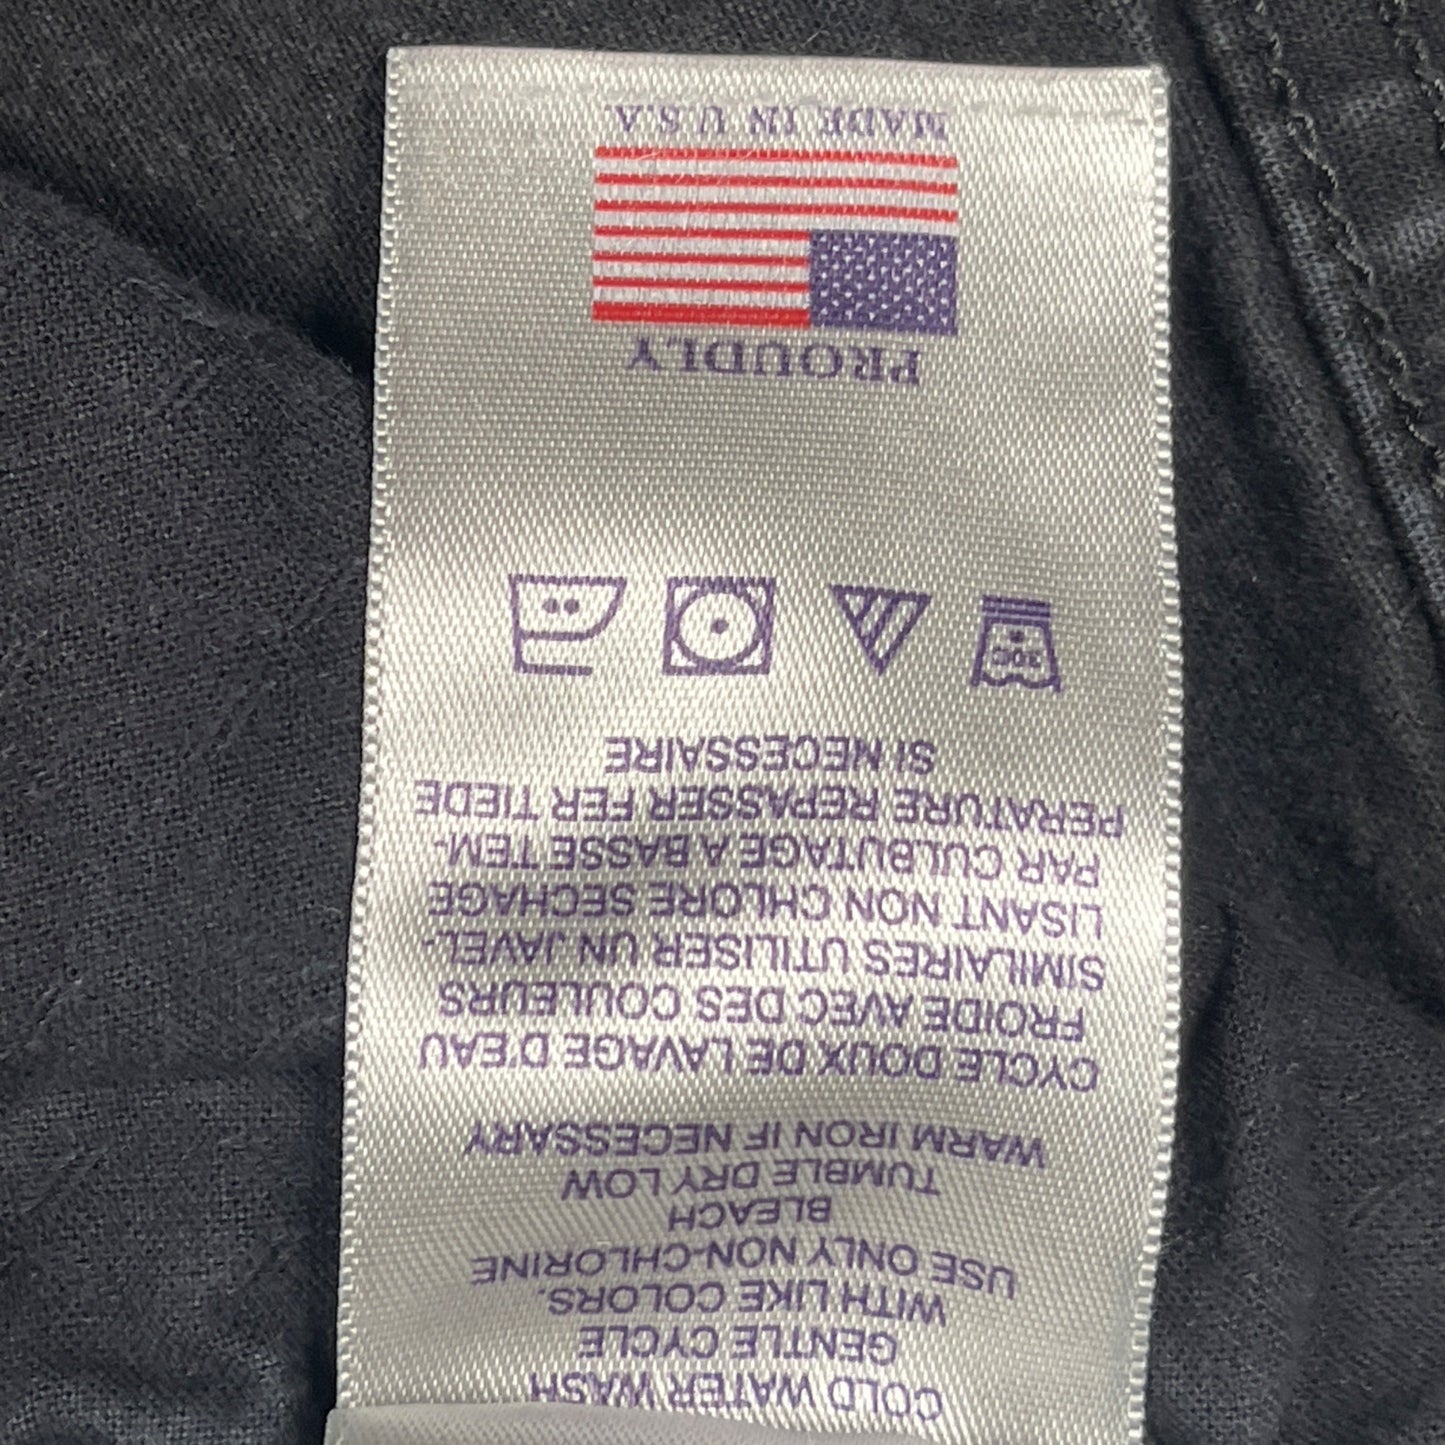 COLD WATER WASH
GENTLE CYCLE
WITH LIKE COLORS.
USE ONLY NON-CHLORINE
BLEACH
TUMBLE DRY LOW
WARM IRON IF NECESSARY
CYCLE DOUX DE LAVAGE D'EAU
FROIDE AVEC DES COULEURS
SIMILAIRES UTILISER UN JAVEL-
LISANT NON CHLORE SECHAGE
PAR CULBUTAGE A BASSE TEM-
PERATURE REPASSER FER TIEDE
SI NECESSAIRE
30C
PROUDLY
MADE IN U.S.A.